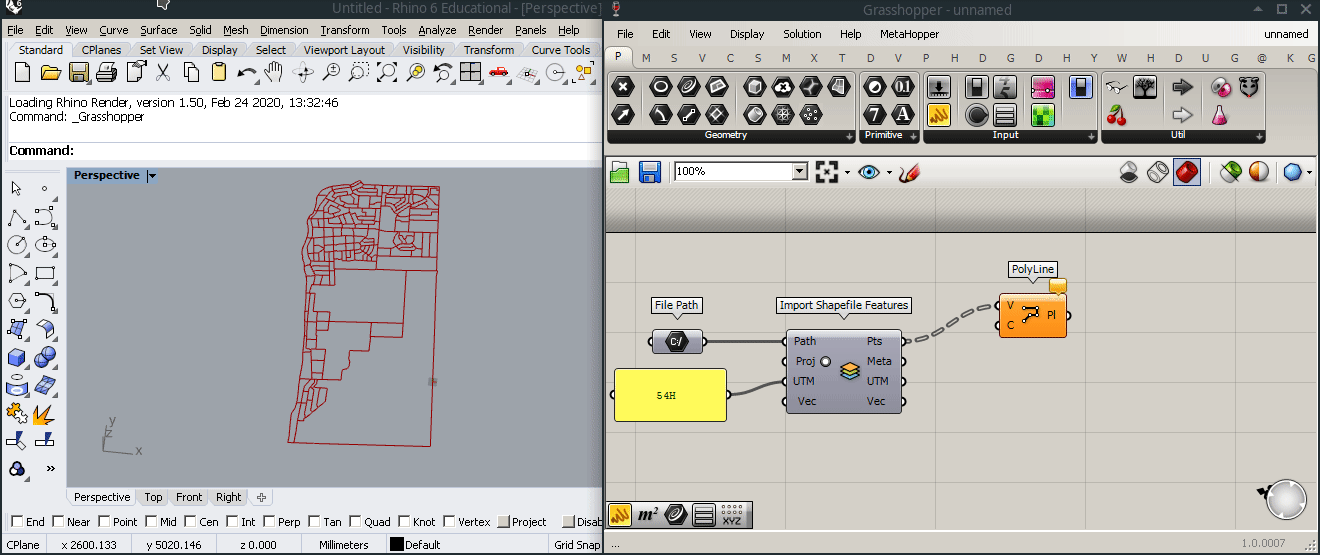 Untitled - Rhino 6 Educational - [Perspective]
File Edit View Curve Surface Solid Mesh Dimension Transform Tools Analyze Render Panels Help
Standard CPlanes Set View Display Select Viewport Layout Visibility Transform Curve Tools
Loading Rhino Render, version 1.50, Feb 24 2020, 13:32:46
Command: _Grasshopper
Command:
Perspective
y
z
x
Perspective Top Front Right
End Near Point Mid Cen Int Perp Tan Quad Knot Vertex Project Disab
CPlane x 2600.133 y 5020.146 z 0.000 Millimeters Default Grid Snap
Grasshopper - unnamed
File Edit View Display Solution Help MetaHopper unnamed
P M S V C S M I T D W H D G D H Y U W H D @ K G
Geometry Primitive Input Util
100%
PolyLine
V Pl
C
File Path
C:/
Import Shapefile Features
Path Pts
Proj Meta
UTM UTM
Vec Vec
54H
m²
XYZ
...
1.0.0007